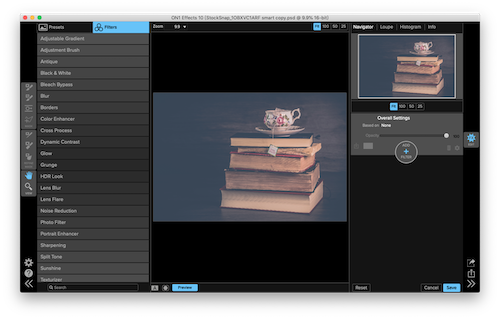 ON1 Effects 10 (StockSnap_1OBXVC1A8F smart copy.psd @ 9.9% 16-bit)
Presets
Filters
Zoom 9.9
Fit 100 50 25
Navigator Loupe Histogram Info
Adjustable Gradient
Adjustment Brush
Antique
Black & White
Bleach Bypass
Blur
Borders
Color Enhancer
Cross Process
Dynamic Contrast
Glow
Grunge
HDR Look
Lens Blur
Lens Flare
Noise Reduction
Photo Filter
Portrait Enhancer
Sharpening
Split Tone
Sunshine
Texturizer
Search
100 50 25
Overall Settings
Based on: None
Opacity
ADD
FILTER
Preview
Reset
Cancel
Save